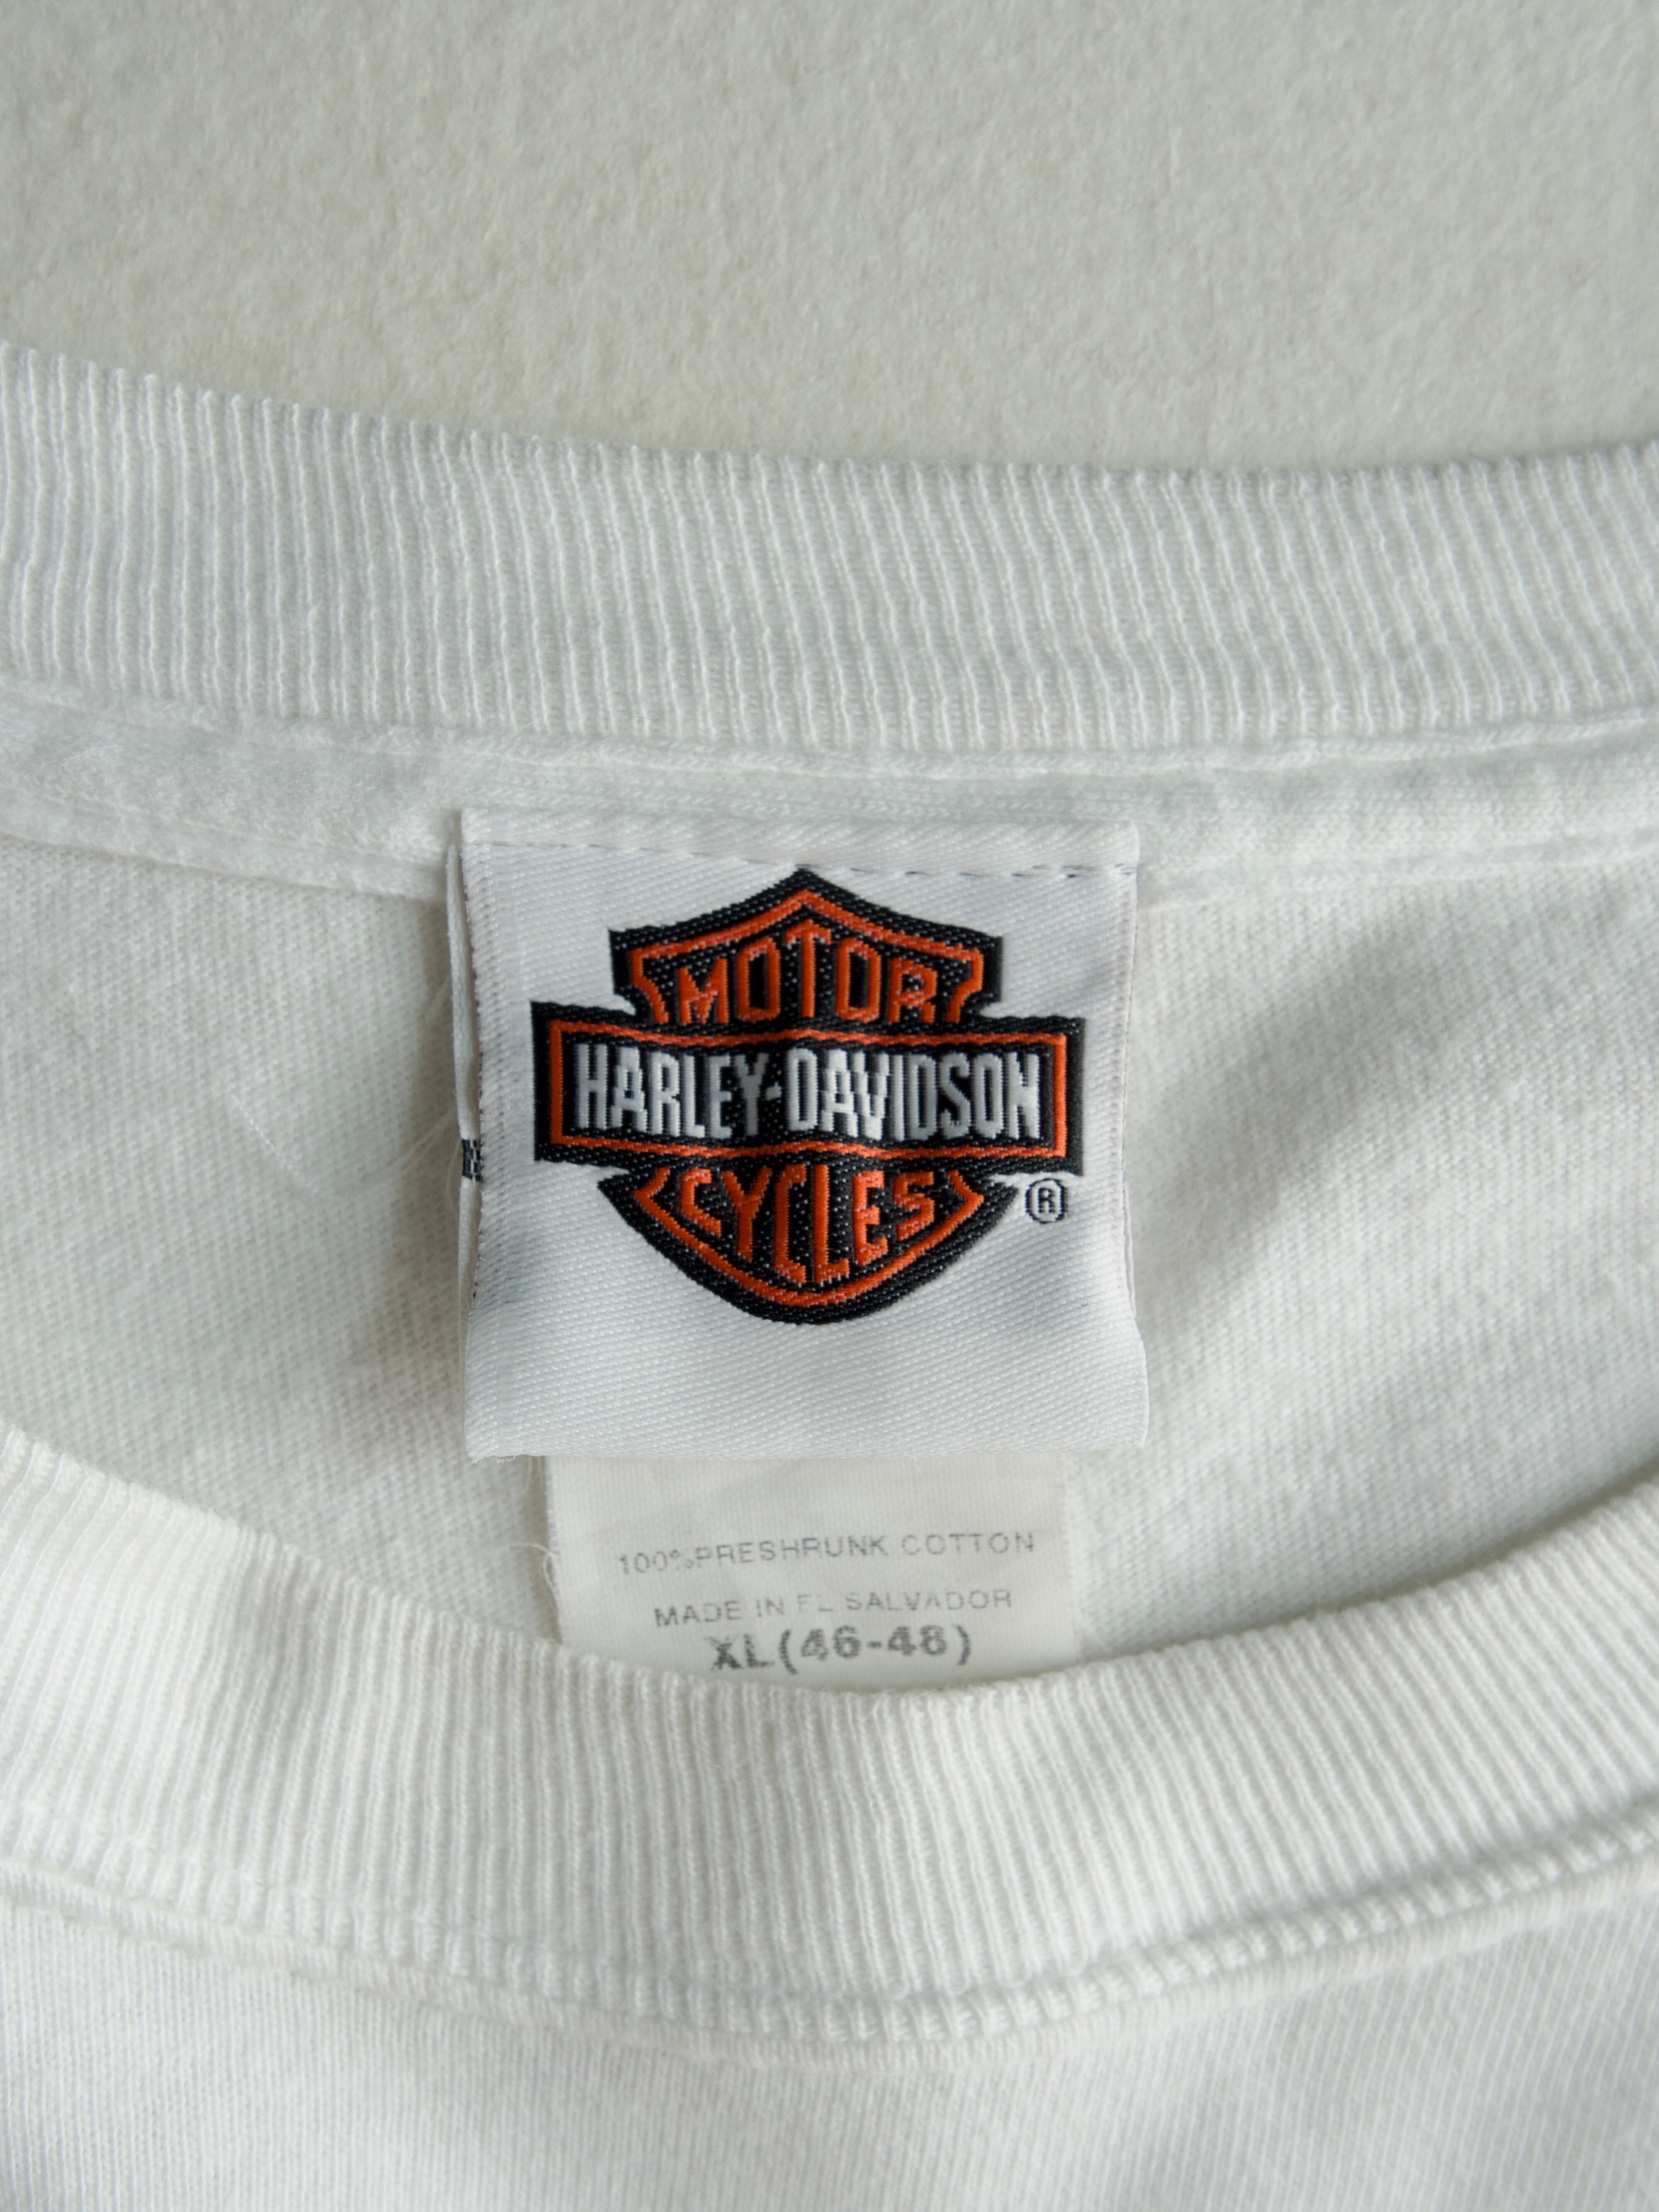 MOTOR
HARLEY-DAVIDSON
CYCLES
®
100%PRESHRUNK COTTON
MADE IN EL SALVADOR
XL(46-48)